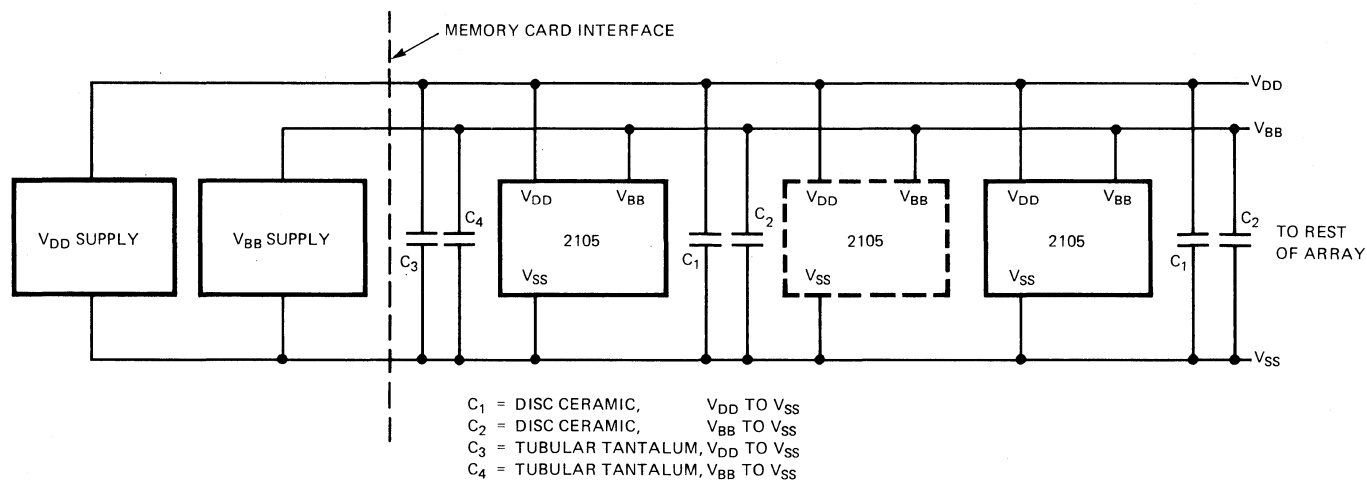 MEMORY CARD INTERFACE
VDD
VBB
VDD SUPPLY
VBB SUPPLY
C3
C4
VDD VBB
2105
VSS
C1
C2
VDD VBB
2105
VSS
VDD VBB
2105
VSS
C1
C2
TO REST
OF ARRAY
VSS
C1 = DISC CERAMIC, VDD TO VSS
C2 = DISC CERAMIC, VBB TO VSS
C3 = TUBULAR TANTALUM, VDD TO VSS
C4 = TUBULAR TANTALUM, VBB TO VSS